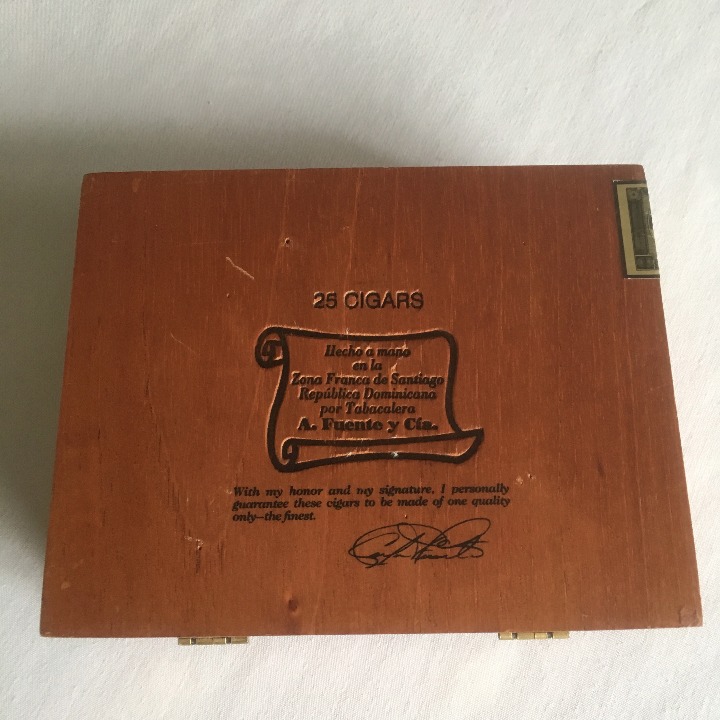 25 CIGARS
Hecho a mano
en la
Zona Franca de Santiago
República Dominicana
por Tabacalera
A. Fuente y Cía.
With my honor and my signature, I personally
guarantee these cigars to be made of one quality
only—the finest.